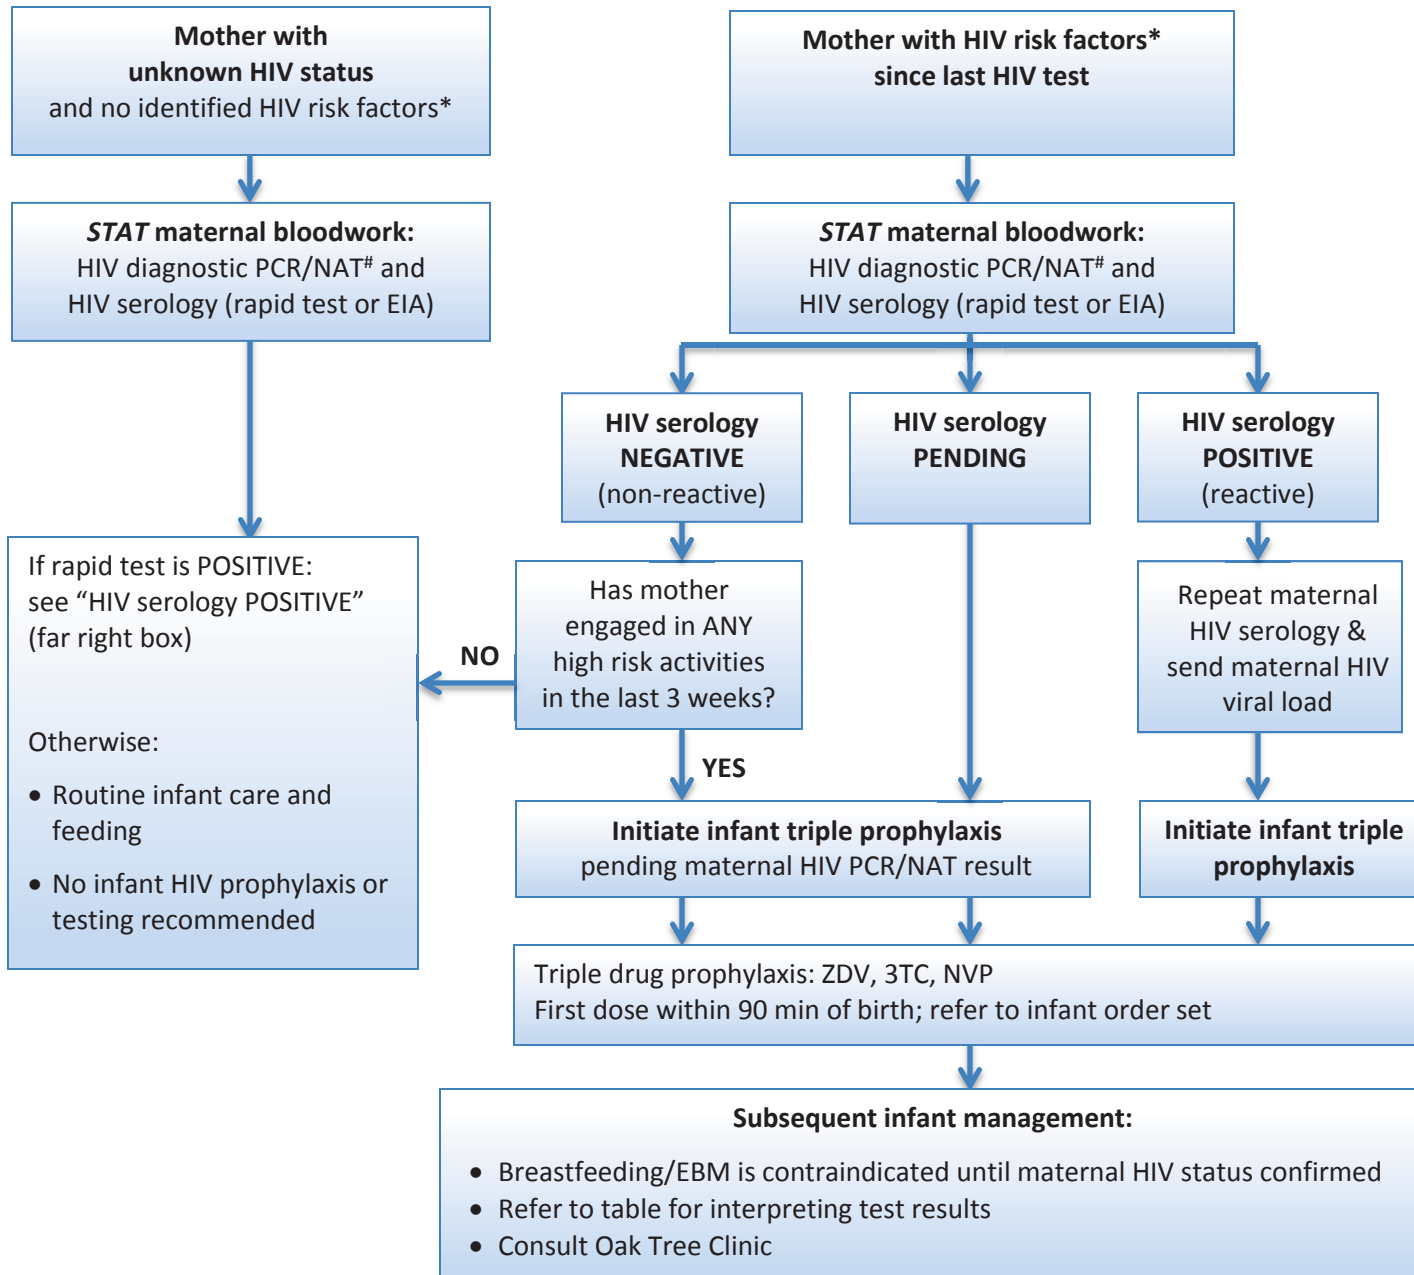 Mother with
unknown HIV status
and no identified HIV risk factors*
Mother with HIV risk factors*
since last HIV test
STAT maternal bloodwork:
HIV diagnostic PCR/NAT# and
HIV serology (rapid test or EIA)
STAT maternal bloodwork:
HIV diagnostic PCR/NAT# and
HIV serology (rapid test or EIA)
HIV serology
NEGATIVE
(non-reactive)
HIV serology
PENDING
HIV serology
POSITIVE
(reactive)
If rapid test is POSITIVE:
see “HIV serology POSITIVE”
(far right box)
Otherwise:
• Routine infant care and
feeding
• No infant HIV prophylaxis or
testing recommended
NO
Has mother
engaged in ANY
high risk activities
in the last 3 weeks?
YES
Repeat maternal
HIV serology &
send maternal HIV
viral load
Initiate infant triple prophylaxis
pending maternal HIV PCR/NAT result
Initiate infant triple
prophylaxis
Triple drug prophylaxis: ZDV, 3TC, NVP
First dose within 90 min of birth; refer to infant order set
Subsequent infant management:
• Breastfeeding/EBM is contraindicated until maternal HIV status confirmed
• Refer to table for interpreting test results
• Consult Oak Tree Clinic